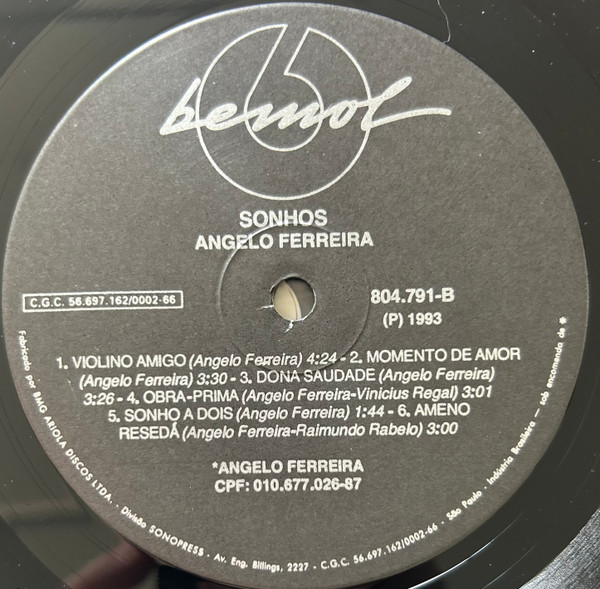 bemol
SONHOS
ANGELO FERREIRA
C.G.C. 56.697.162/0002-66
804.791-B
(P) 1993
1. VIOLINO AMIGO (Angelo Ferreira) 4:24 - 2. MOMENTO DE AMOR
(Angelo Ferreira) 3:30 - 3. DONA SAUDADE (Angelo Ferreira)
3:26 - 4. OBRA-PRIMA (Angelo Ferreira-Vinicius Regal) 3:01
5. SONHO A DOIS (Angelo Ferreira) 1:44 - 6. AMENO
RESEDÁ (Angelo Ferreira-Raimundo Rabelo) 3:00
*ANGELO FERREIRA
CPF: 010.677.026-87
Fabricado por BMG ARIOLA DISCOS LTDA. - Divisão SONOPRESS - Av. Eng. Billings, 2227 - C.G.C. 56.697.162/0002-66 - São Paulo - Indústria Brasileira - sob encomenda de *